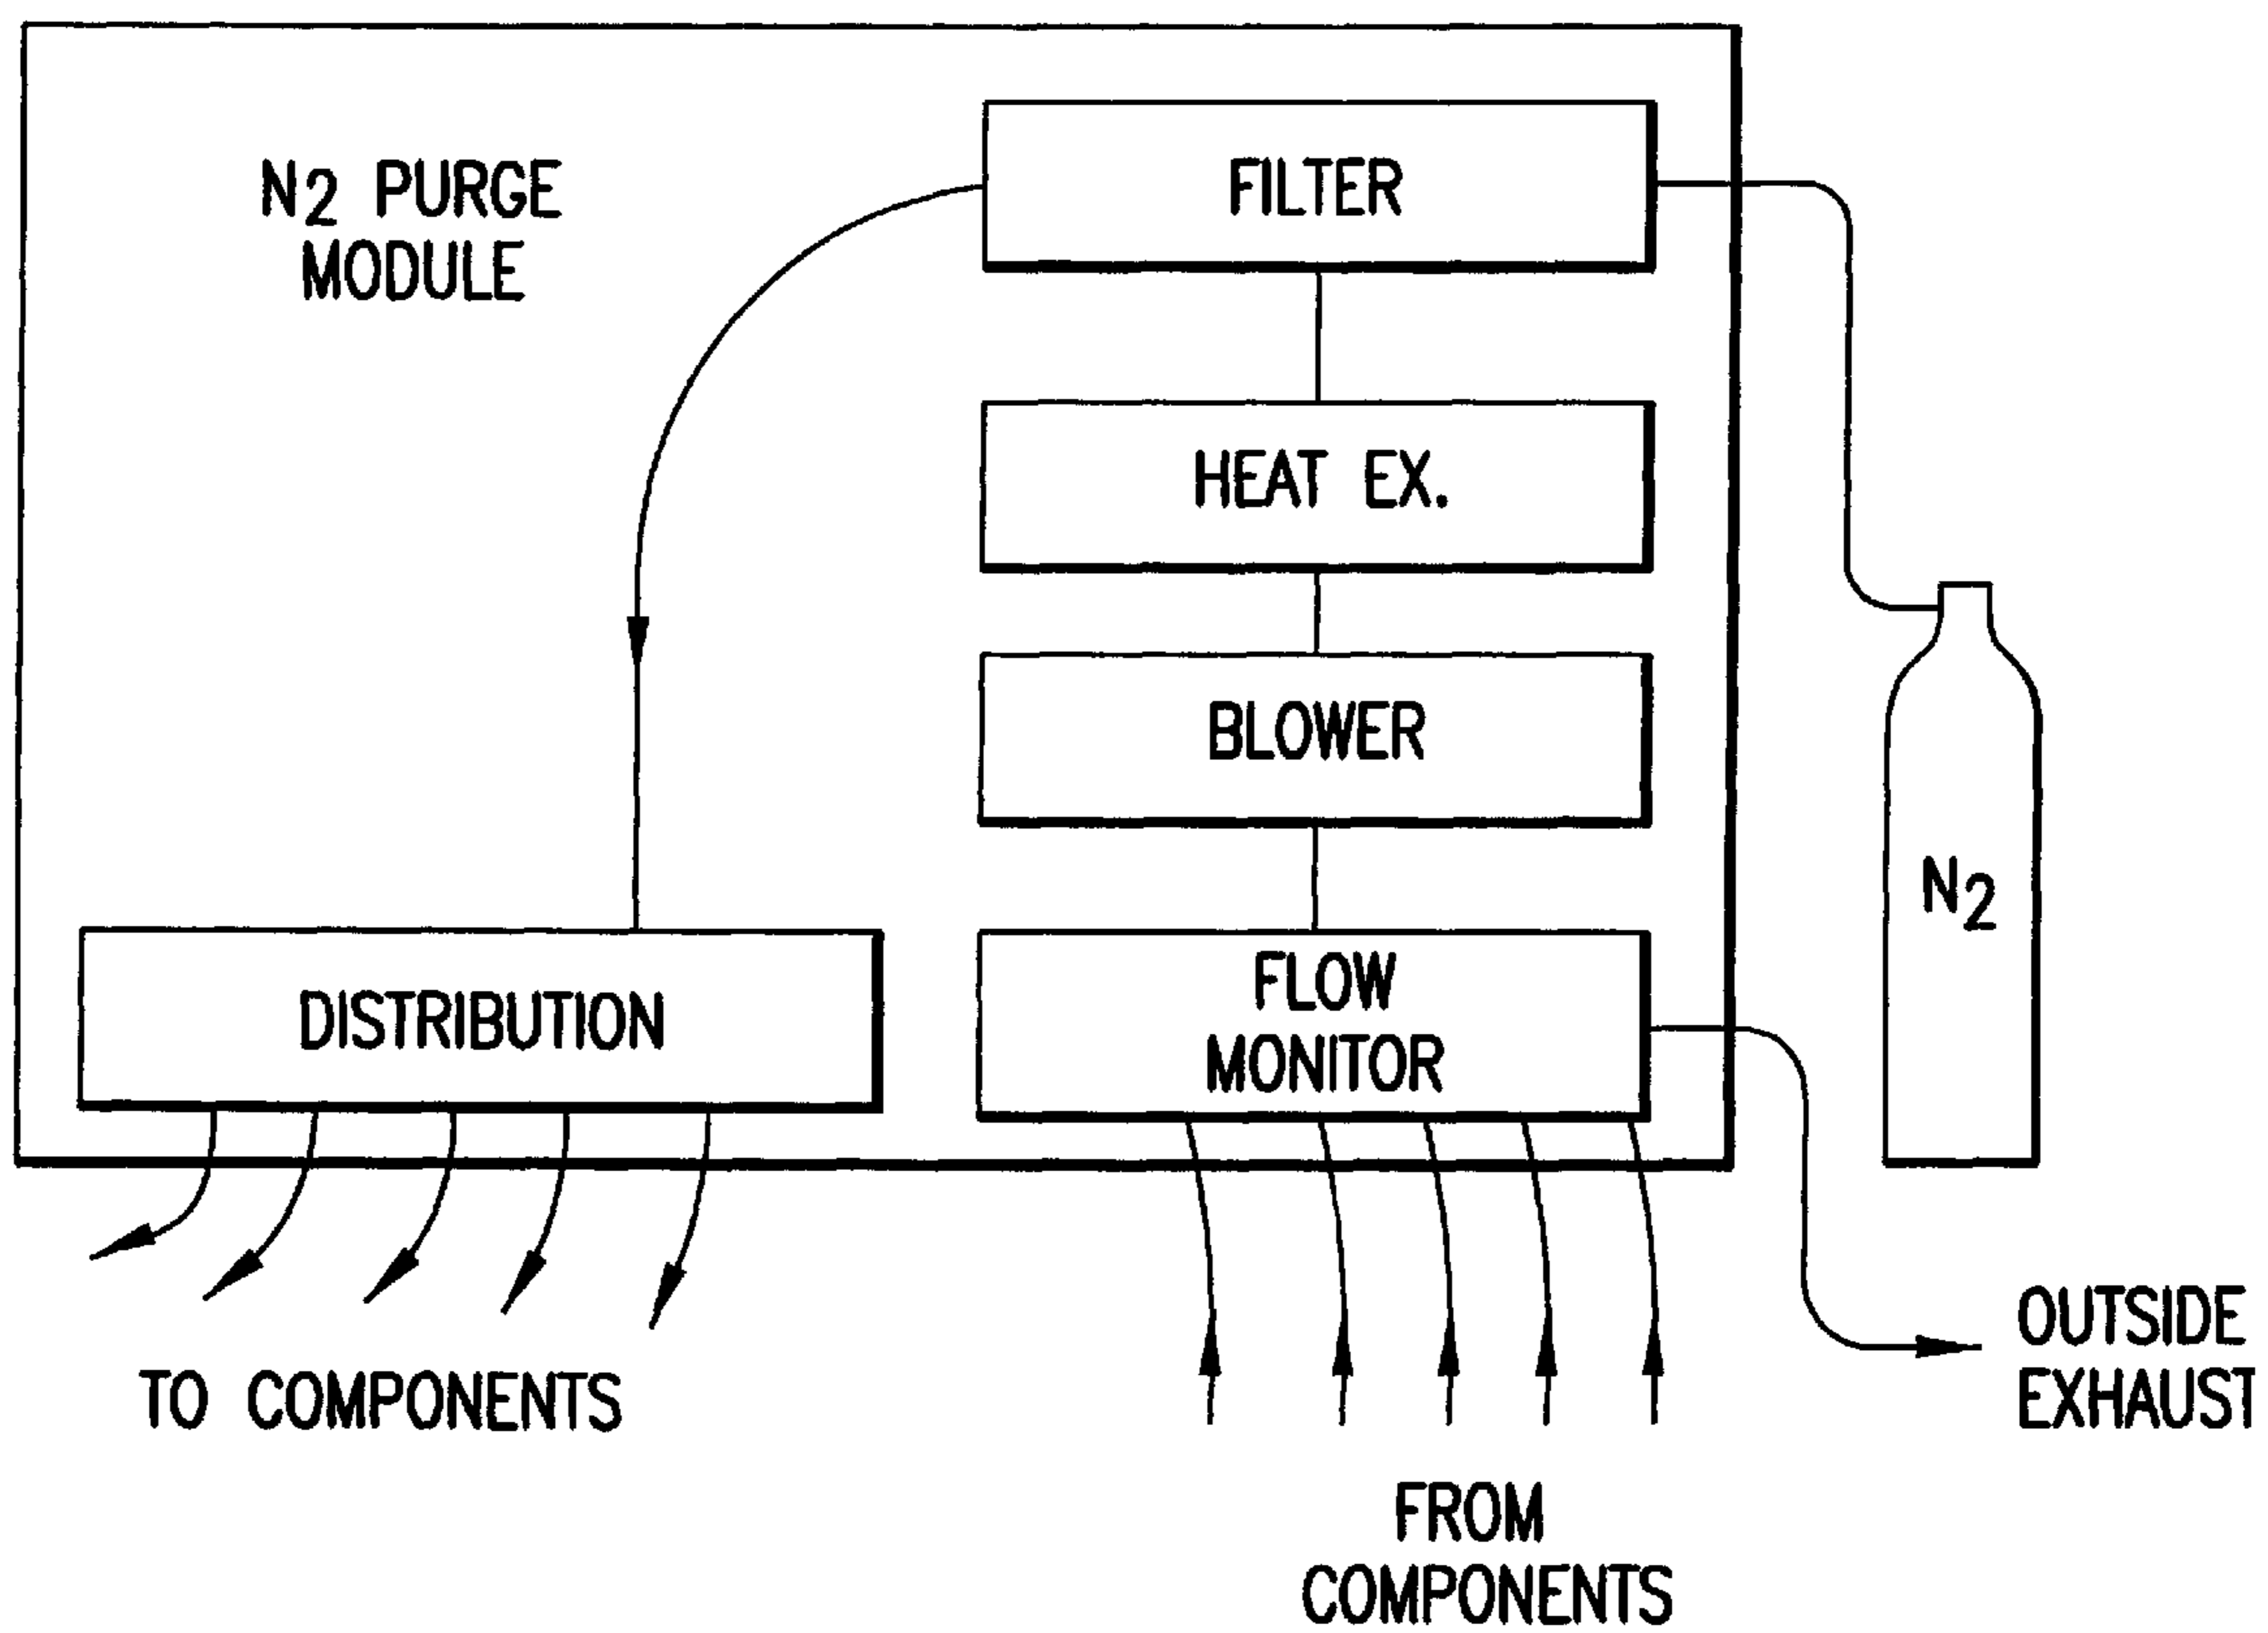 N2 PURGE
MODULE
FILTER
HEAT EX.
BLOWER
N2
DISTRIBUTION
FLOW
MONITOR
TO COMPONENTS
OUTSIDE
EXHAUST
FROM
COMPONENTS